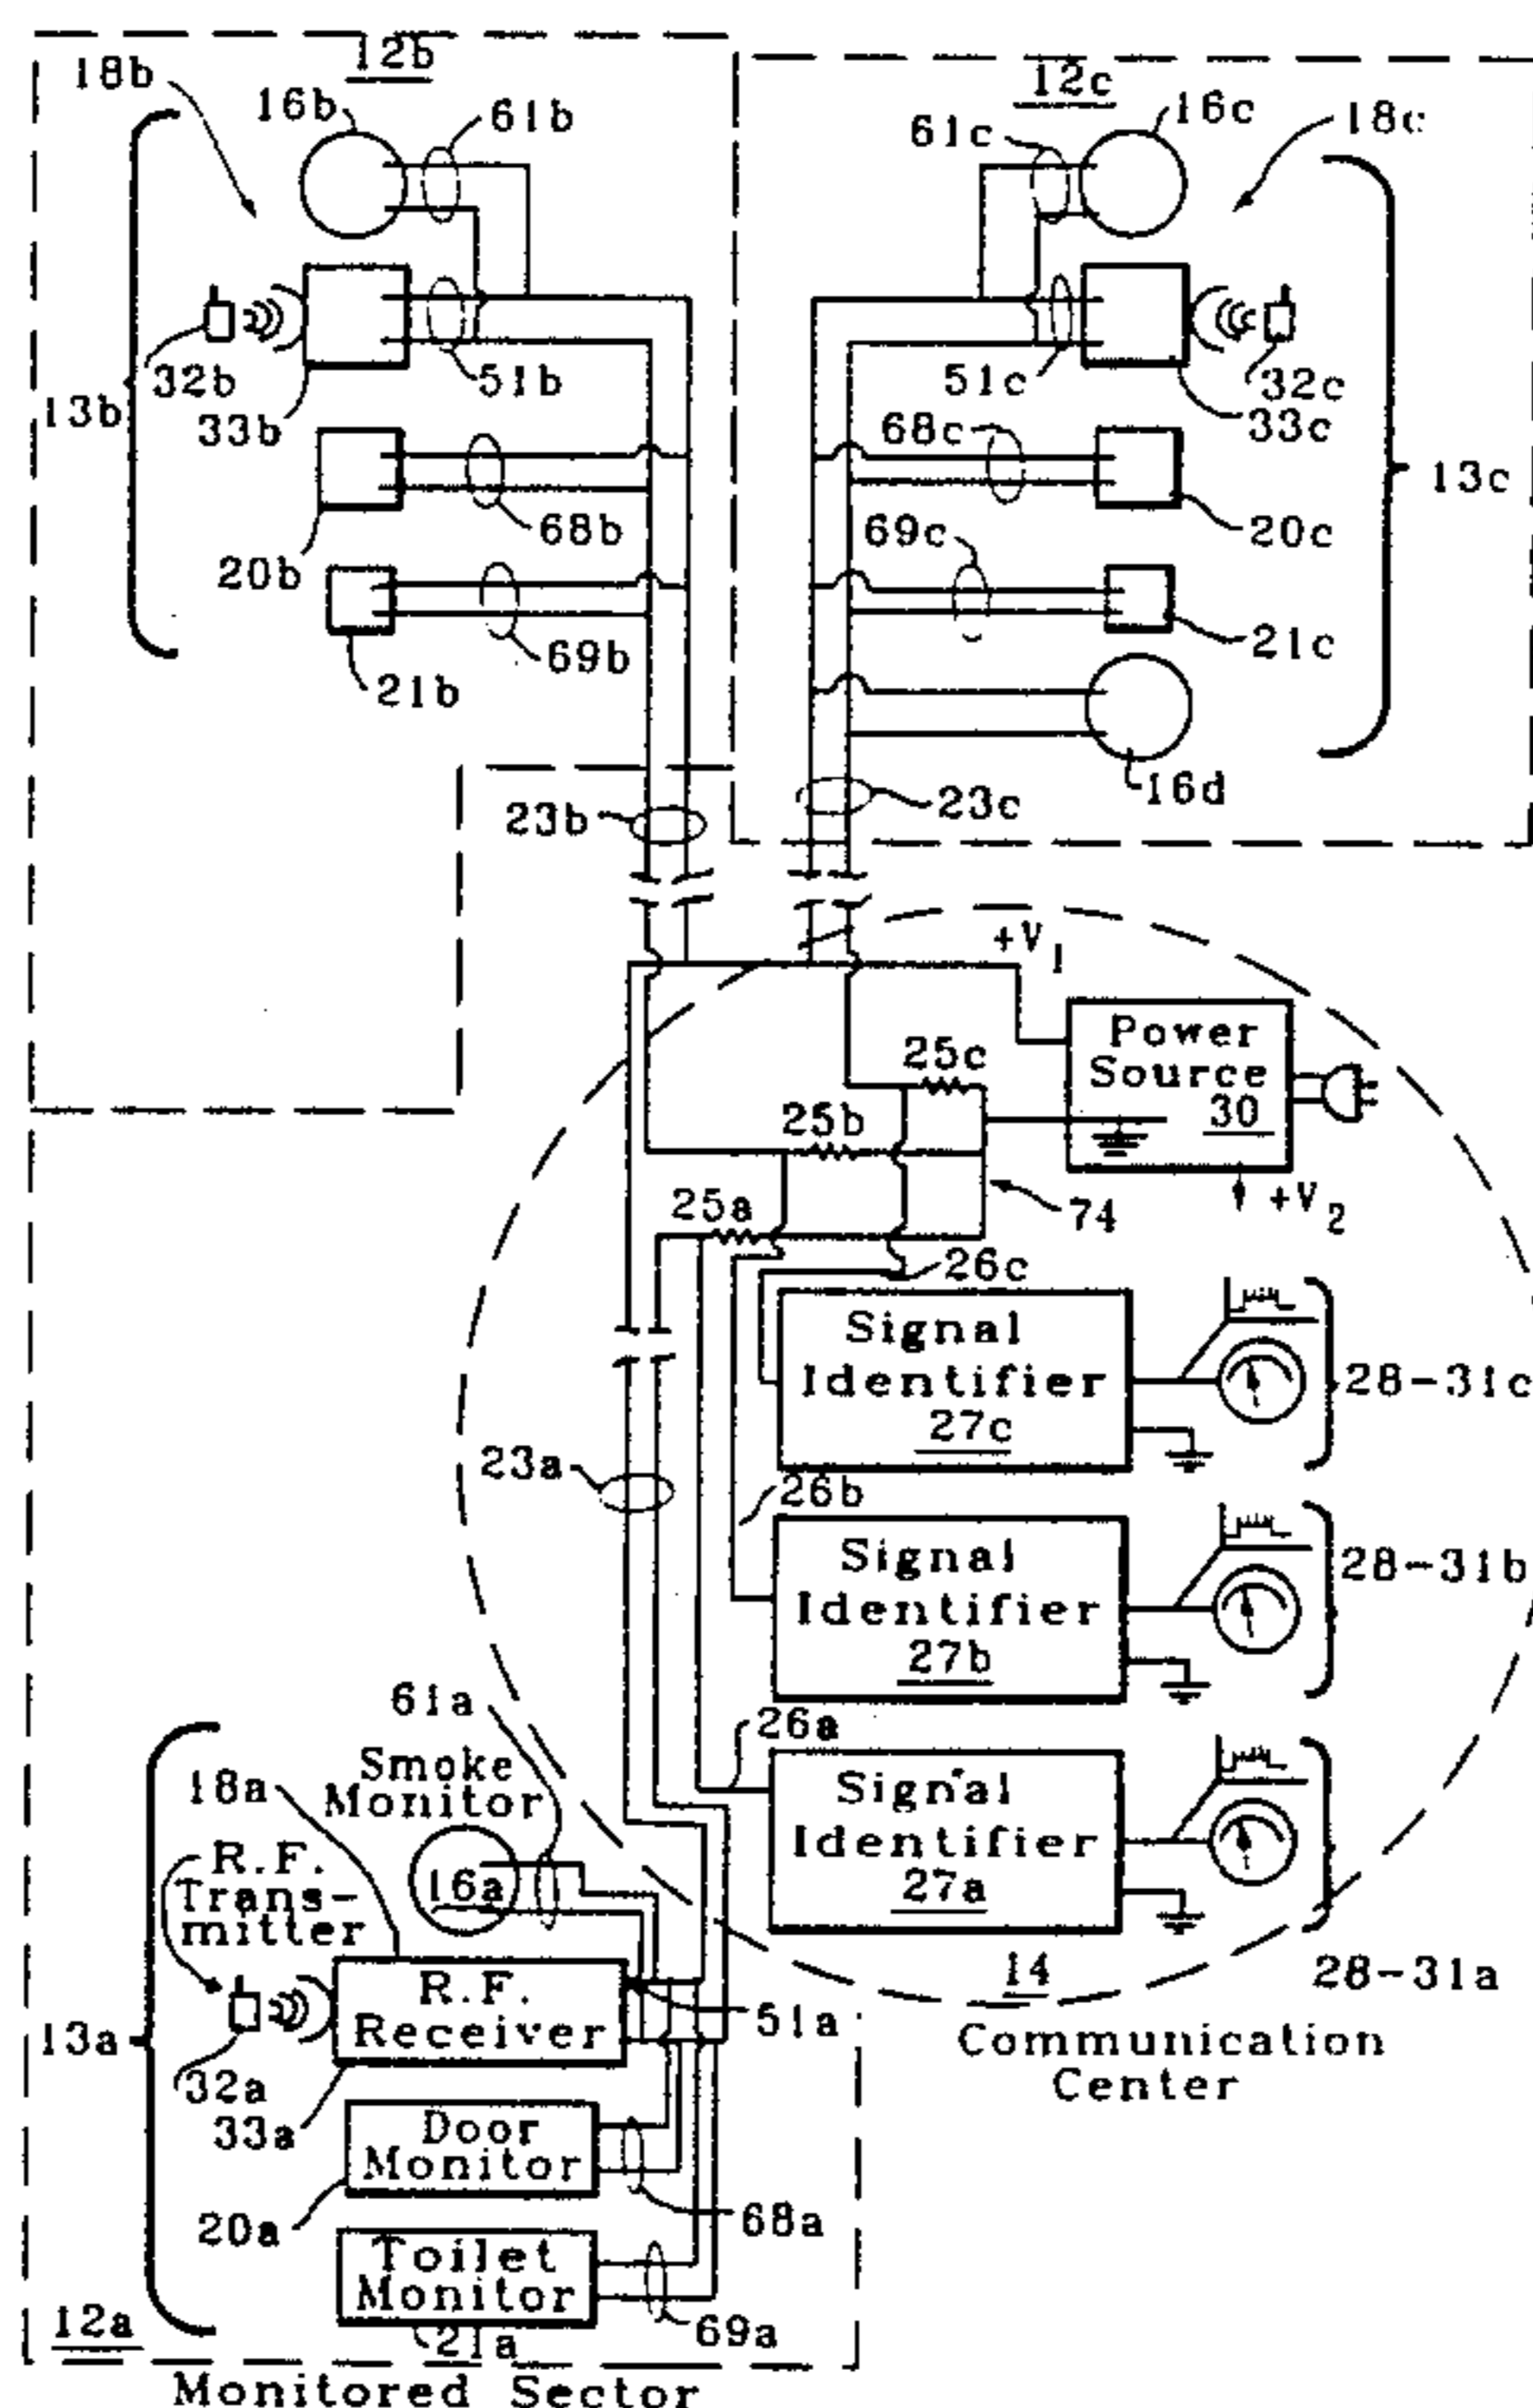 12b
18b
16b
61b
12c
61c
16c
18c
32b
13b
33b
51b
51c
32c
33c
68c
13c
68b
20b
69c
20c
69b
21b
21c
16d
23b
23c
+V1
Power
Source
30
25c
25b
25a
74
+V2
26c
Signal
Identifier
27c
28-31c
23a
26b
Signal
Identifier
27b
28-31b
61a
26a
Smoke
Monitor
18a
16a
Signal
Identifier
27a
R.F.
Trans-
mitter
28-31a
14
Communication
Center
R.F.
Receiver
51a
13a
32a
33a
Door
Monitor
20a
68a
Toilet
Monitor
21a
69a
12a
Monitored Sector